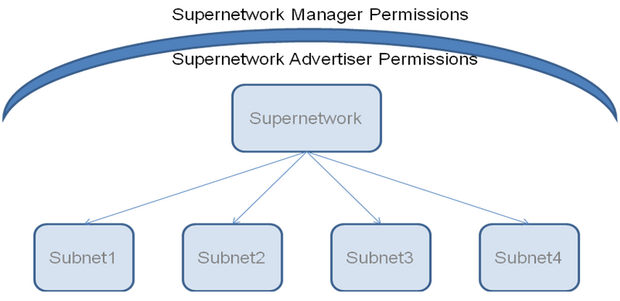 Supernetwork Manager Permissions
Supernetwork Advertiser Permissions
Supernetwork
Subnet1
Subnet2
Subnet3
Subnet4